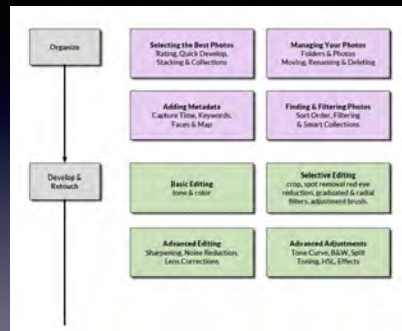 Organize
Selecting the Best Photos
Rating, Quick Develop,
Stacking & Collections
Managing Your Photos
Folders & Photos
Moving, Renaming & Deleting
Adding Metadata
Capture Time, Keywords,
Faces & Map
Finding & Filtering Photos
Sort Order, Filtering
& Smart Collections
Develop &
Retouch
Basic Editing
tone & color
Selective Editing
crop, spot removal red eye
reduction, graduated & radial
filters, adjustment brush.
Advanced Editing
Sharpening, Noise Reduction,
Lens Corrections
Advanced Adjustments
Tone Curve, B&W, Split
Toning, HSL, Effects